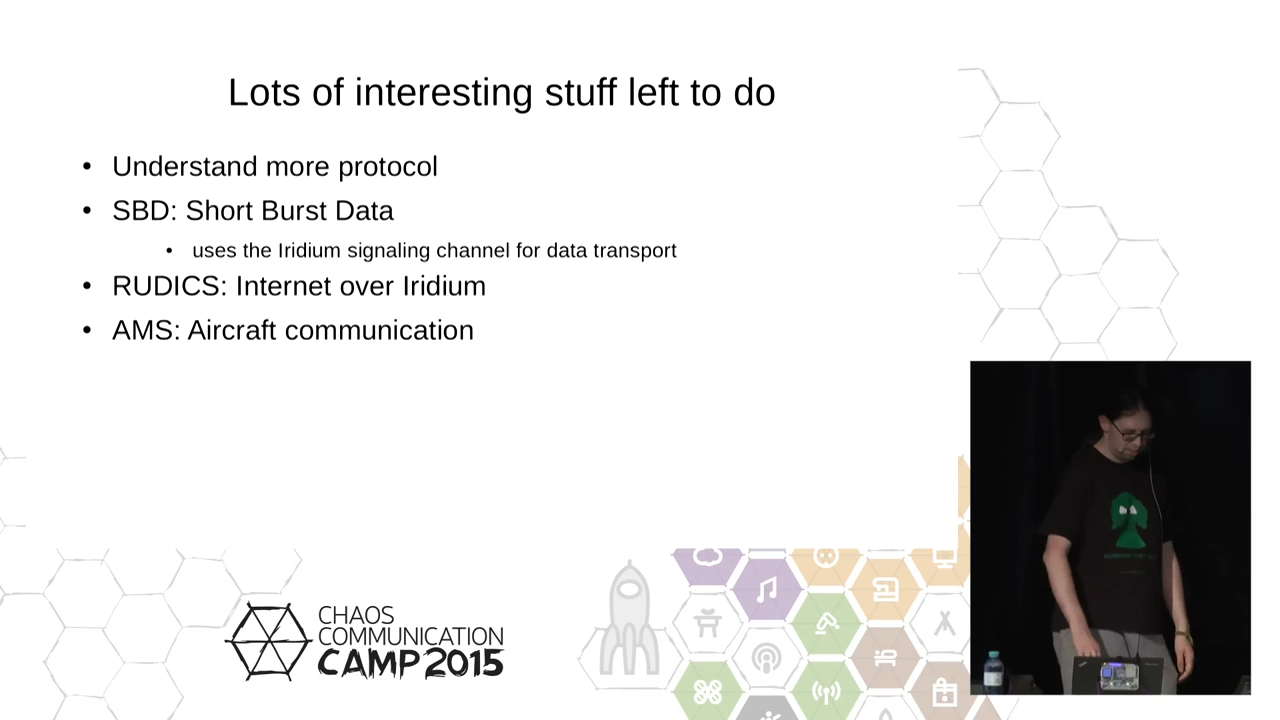 Lots of interesting stuff left to do
• Understand more protocol
• SBD: Short Burst Data
• uses the Iridium signaling channel for data transport
• RUDICS: Internet over Iridium
• AMS: Aircraft communication
CHAOS
COMMUNICATION
CAMP 2015